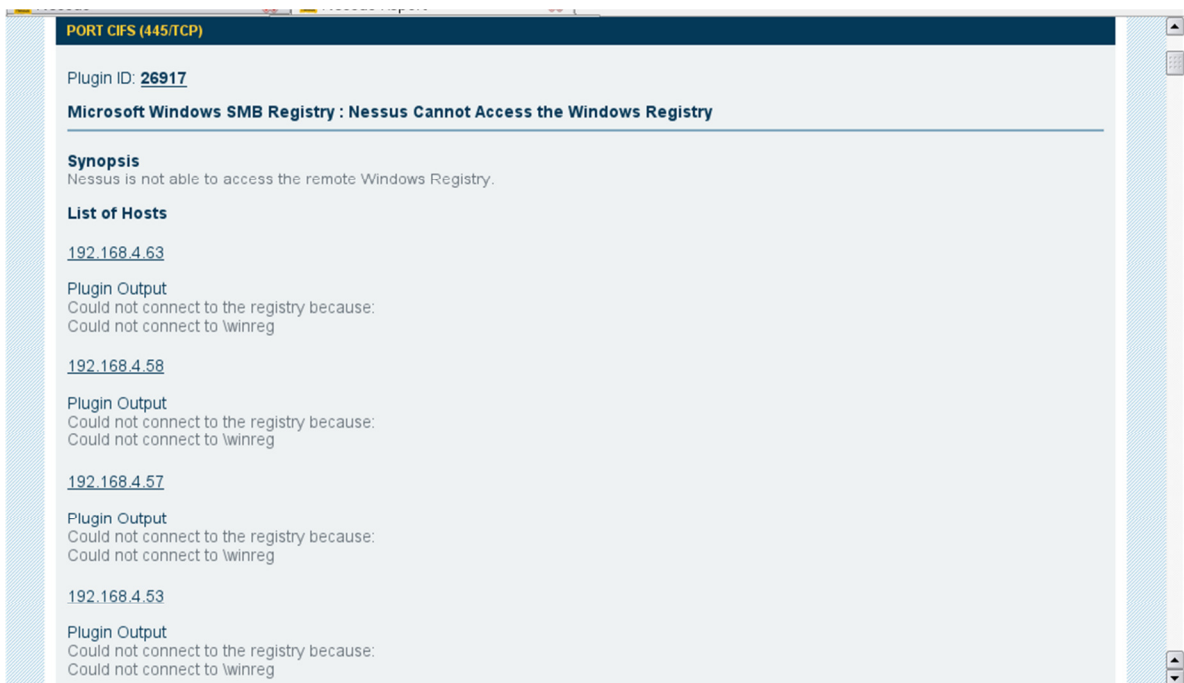 PORT CIFS (445/TCP)
Plugin ID: 26917
Microsoft Windows SMB Registry : Nessus Cannot Access the Windows Registry
Synopsis
Nessus is not able to access the remote Windows Registry.
List of Hosts
192.168.4.63
Plugin Output
Could not connect to the registry because:
Could not connect to \winreg
192.168.4.58
Plugin Output
Could not connect to the registry because:
Could not connect to \winreg
192.168.4.57
Plugin Output
Could not connect to the registry because:
Could not connect to \winreg
192.168.4.53
Plugin Output
Could not connect to the registry because:
Could not connect to \winreg